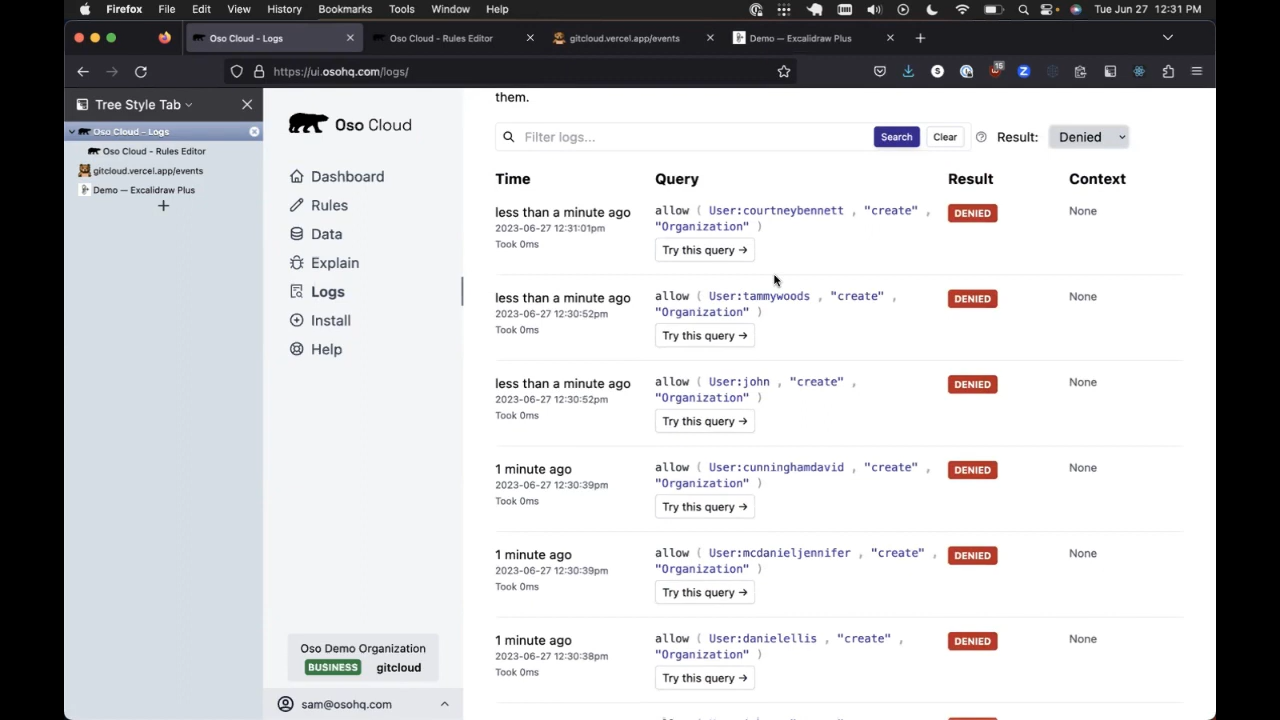 Firefox File Edit View History Bookmarks Tools Window Help Tue Jun 27 12:31 PM
Oso Cloud - Logs
Oso Cloud - Rules Editor
gitcloud.vercel.app/events
Demo — Excalidraw Plus
https://ui.osohq.com/logs/
15
Tree Style Tab
Oso Cloud - Logs
Oso Cloud - Rules Editor
gitcloud.vercel.app/events
Demo — Excalidraw Plus
Oso Cloud
Dashboard
Rules
Data
Explain
Logs
Install
Help
Oso Demo Organization
BUSINESS gitcloud
sam@osohq.com
them.
Filter logs... Search Clear Result: Denied
Time Query Result Context
less than a minute ago
2023-06-27 12:31:01pm
Took 0ms
allow ( User:courtneybennett , "create" ,
"Organization" )
Try this query →
DENIED
None
less than a minute ago
2023-06-27 12:30:52pm
Took 0ms
allow ( User:tammywoods , "create" ,
"Organization" )
Try this query →
DENIED
None
less than a minute ago
2023-06-27 12:30:52pm
Took 0ms
allow ( User:john , "create" ,
"Organization" )
Try this query →
DENIED
None
1 minute ago
2023-06-27 12:30:39pm
Took 0ms
allow ( User:cunninghamdavid , "create" ,
"Organization" )
Try this query →
DENIED
None
1 minute ago
2023-06-27 12:30:39pm
Took 0ms
allow ( User:mcdanieljennifer , "create" ,
"Organization" )
Try this query →
DENIED
None
1 minute ago
2023-06-27 12:30:38pm
Took 0ms
allow ( User:danielellis , "create" ,
"Organization" )
Try this query →
DENIED
None